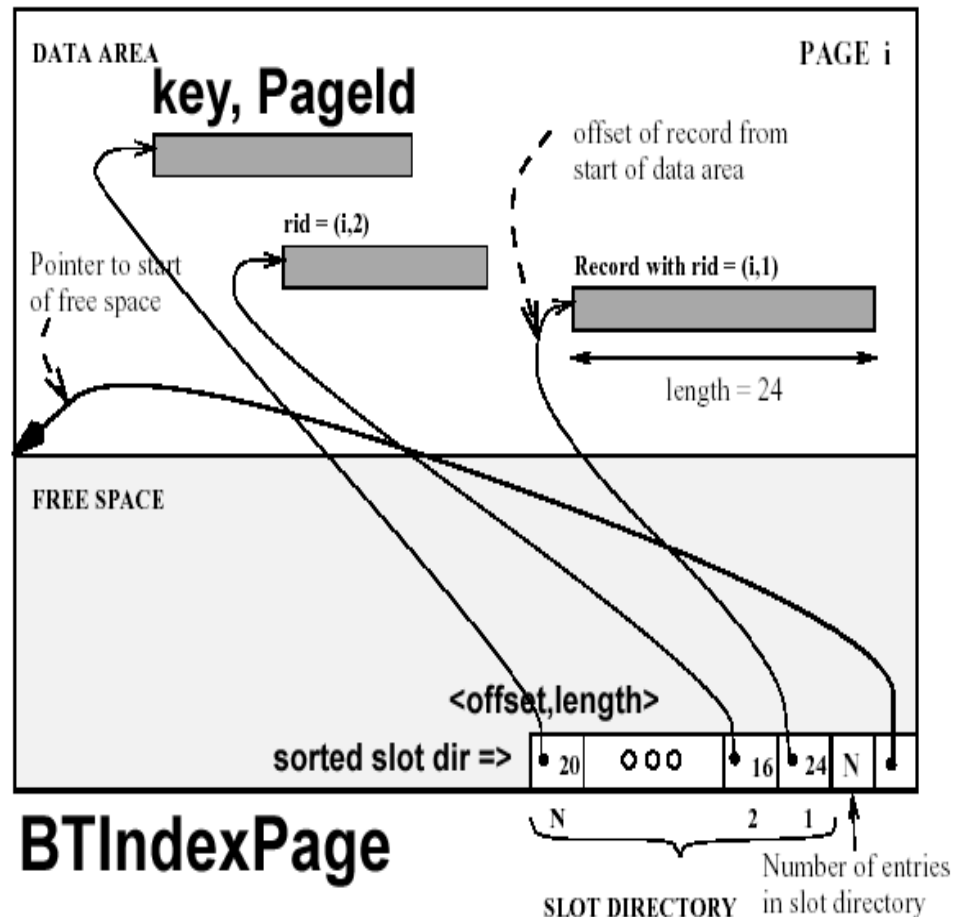 DATA AREA
PAGE i
key, PageId
offset of record from
start of data area
rid = (i,2)
Pointer to start
of free space
Record with rid = (i,1)
length = 24
FREE SPACE
<offset,length>
sorted slot dir =>
20
16
24
N
N
2
1
BTIndexPage
Number of entries
in slot directory
SLOT DIRECTORY